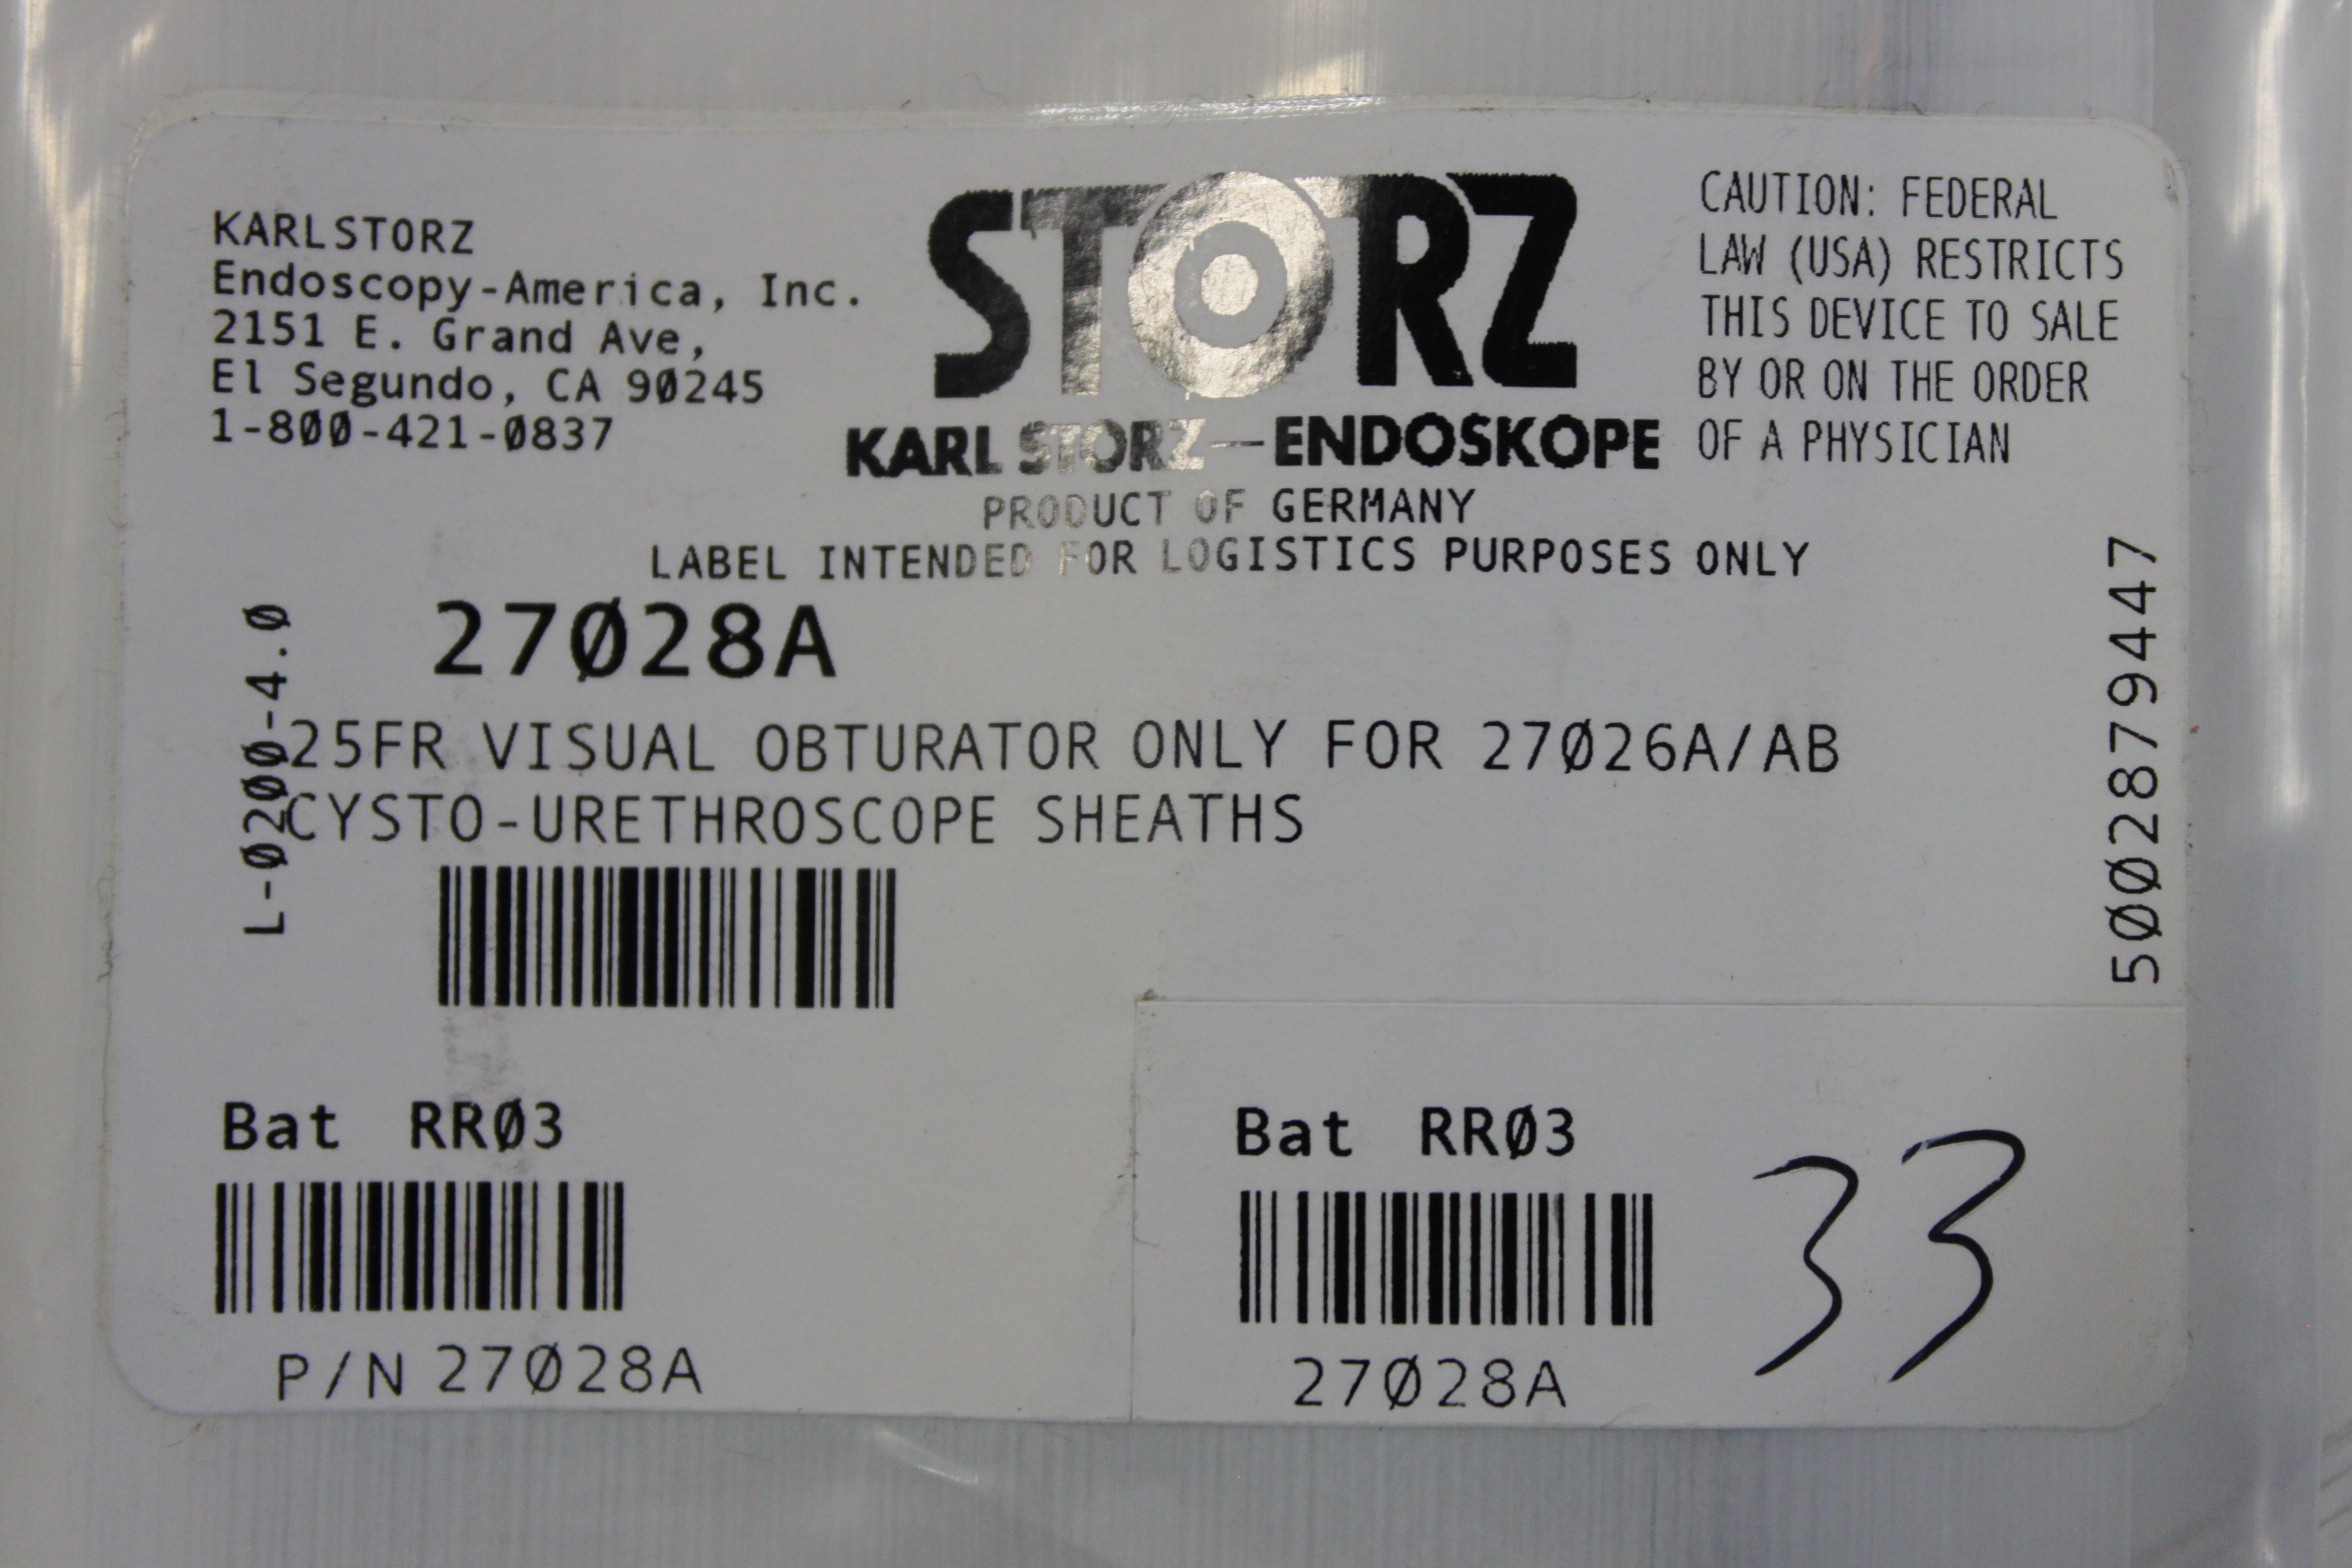 KARLSTORZ
Endoscopy-America, Inc.
2151 E. Grand Ave,
El Segundo, CA 90245
1-800-421-0837
STORZ
KARL STORZ—ENDOSKOPE
PRODUCT OF GERMANY
LABEL INTENDED FOR LOGISTICS PURPOSES ONLY
CAUTION: FEDERAL
LAW (USA) RESTRICTS
THIS DEVICE TO SALE
BY OR ON THE ORDER
OF A PHYSICIAN
27028A
L-0200-4.0
25FR VISUAL OBTURATOR ONLY FOR 27026A/AB
CYSTO-URETHROSCOPE SHEATHS
5002879447
Bat RR03
P/N 27028A
Bat RR03
27028A
33